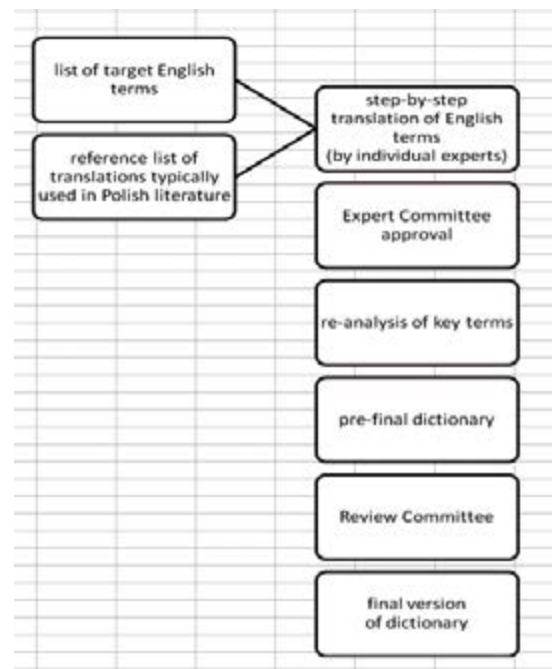 list of target English
terms
reference list of
translations typically
used in Polish literature
step-by-step
translation of English
terms
(by individual experts)
Expert Committee
approval
re-analysis of key terms
pre-final dictionary
Review Committee
final version
of dictionary